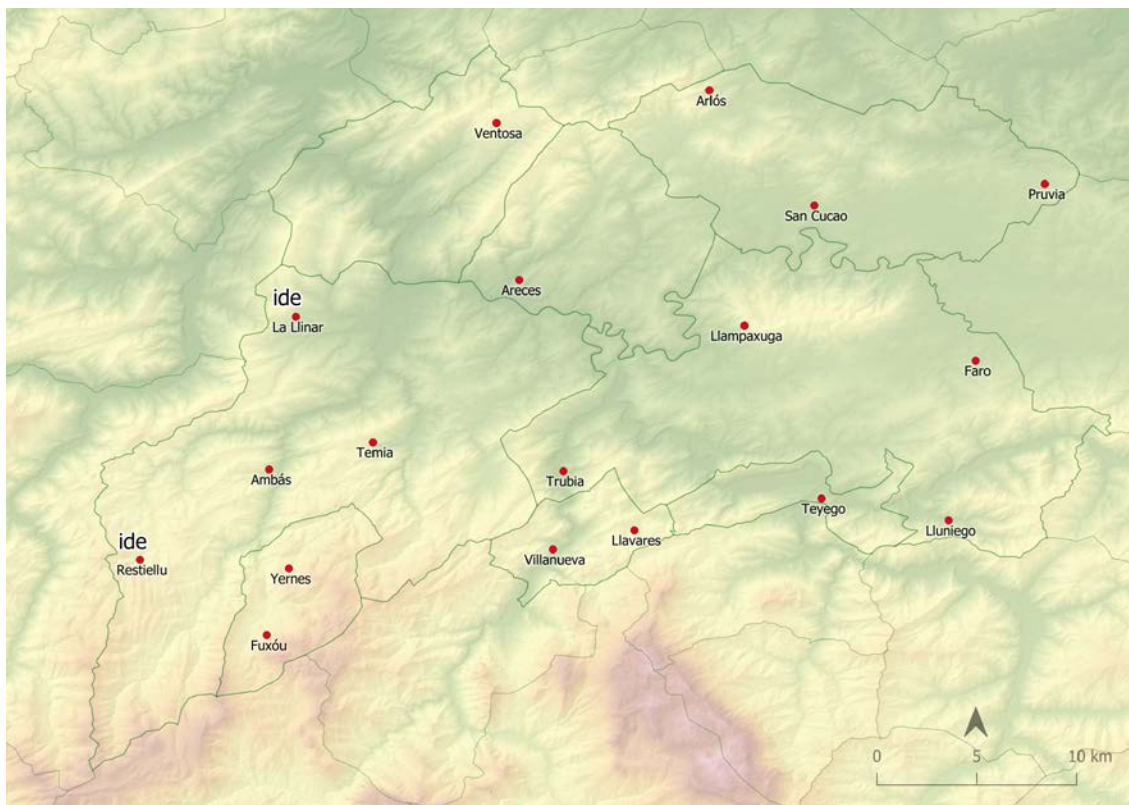 Arlós
Ventosa
Pruvia
San Cucao
Areces
ide
La Llinar
Llampaxuga
Faro
Temia
Ambás
Trubia
Teyego
Lluniego
Llavares
ide
Villanueva
Restiellu
Yernes
Fuxóu
0 5 10 km